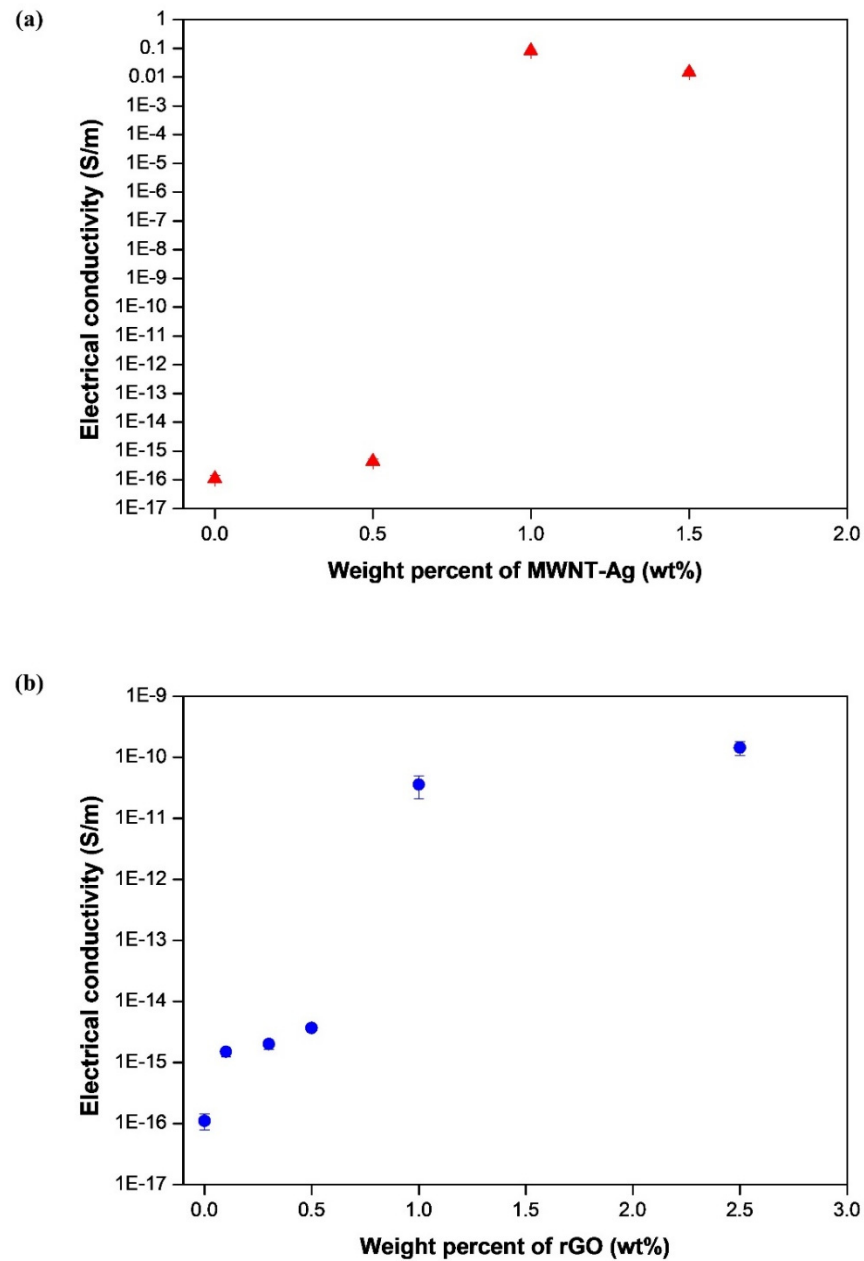 (a)
1
0.1
0.01
1E-3
1E-4
1E-5
1E-6
1E-7
1E-8
1E-9
1E-10
1E-11
1E-12
1E-13
1E-14
1E-15
1E-16
1E-17
Electrical conductivity (S/m)
0.0 0.5 1.0 1.5 2.0
Weight percent of MWNT-Ag (wt%)
(b)
1E-9
1E-10
1E-11
1E-12
1E-13
1E-14
1E-15
1E-16
1E-17
Electrical conductivity (S/m)
0.0 0.5 1.0 1.5 2.0 2.5 3.0
Weight percent of rGO (wt%)